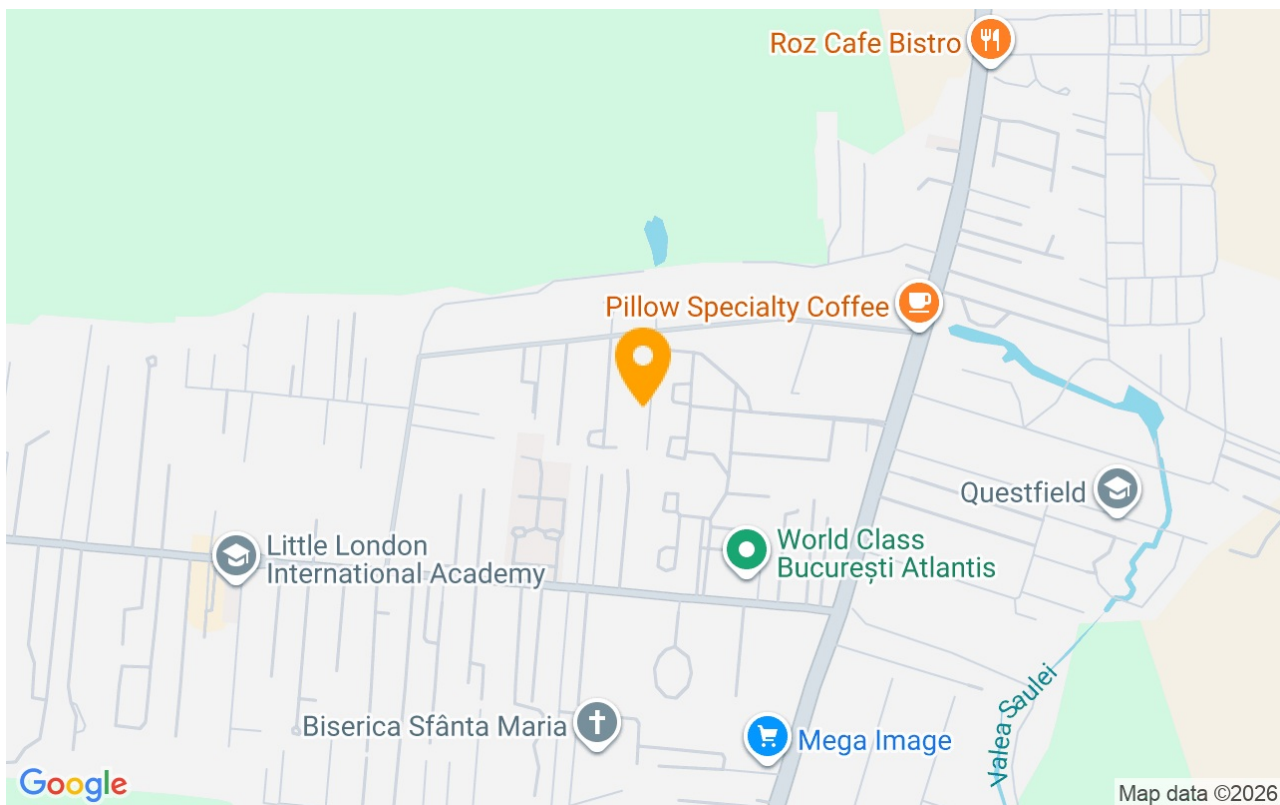 Roz Cafe Bistro
Pillow Specialty Coffee
Questfield
World Class
București Atlantis
Little London
International Academy
Valea Saulei
Biserica Sfânta Maria
Mega Image
Google
Map data ©2026